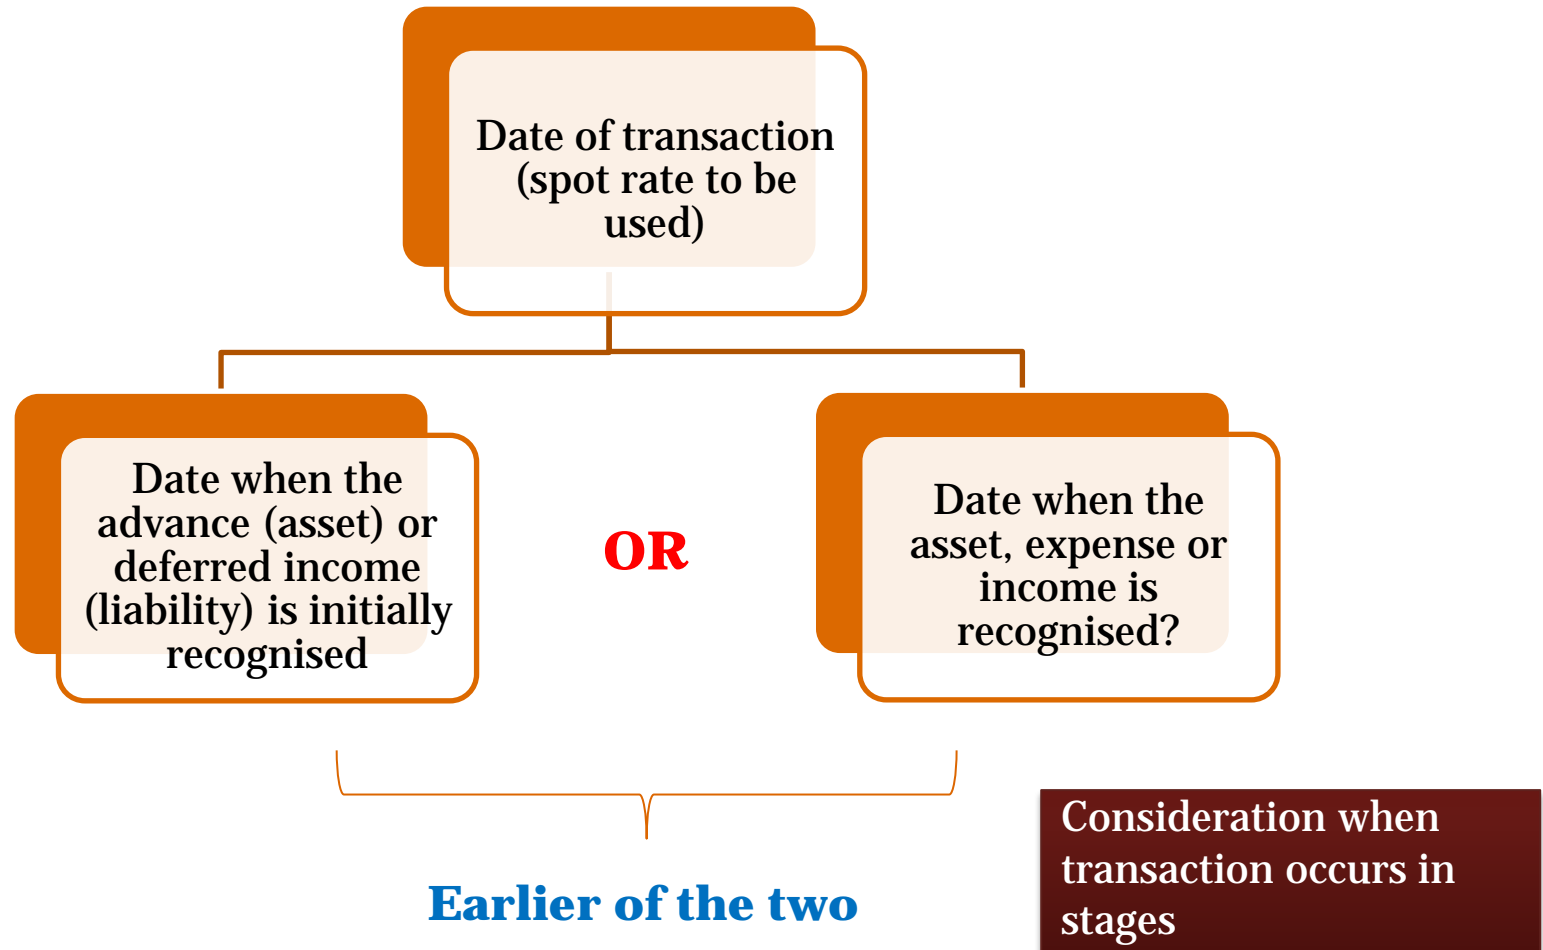 Date of transaction
(spot rate to be
used)
Date when the
advance (asset) or
deferred income
(liability) is initially
recognised
OR
Date when the
asset, expense or
income is
recognised?
Earlier of the two
Consideration when
transaction occurs in
stages